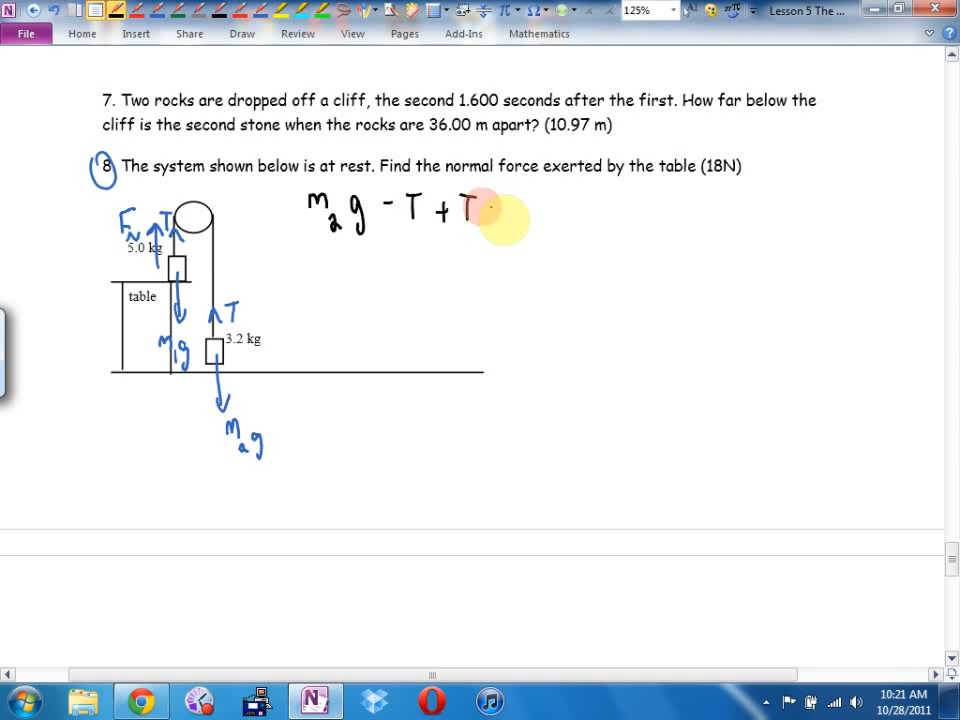 125% Lesson 5 The ...
File Home Insert Share Draw Review View Pages Add-Ins Mathematics
7. Two rocks are dropped off a cliff, the second 1.600 seconds after the first. How far below the
cliff is the second stone when the rocks are 36.00 m apart? (10.97 m)
8. The system shown below is at rest. Find the normal force exerted by the table (18N)
m₂g - T + T
F_N T
5.0 kg
table
T
m₁g
3.2 kg
m₂g
10:21 AM
10/28/2011